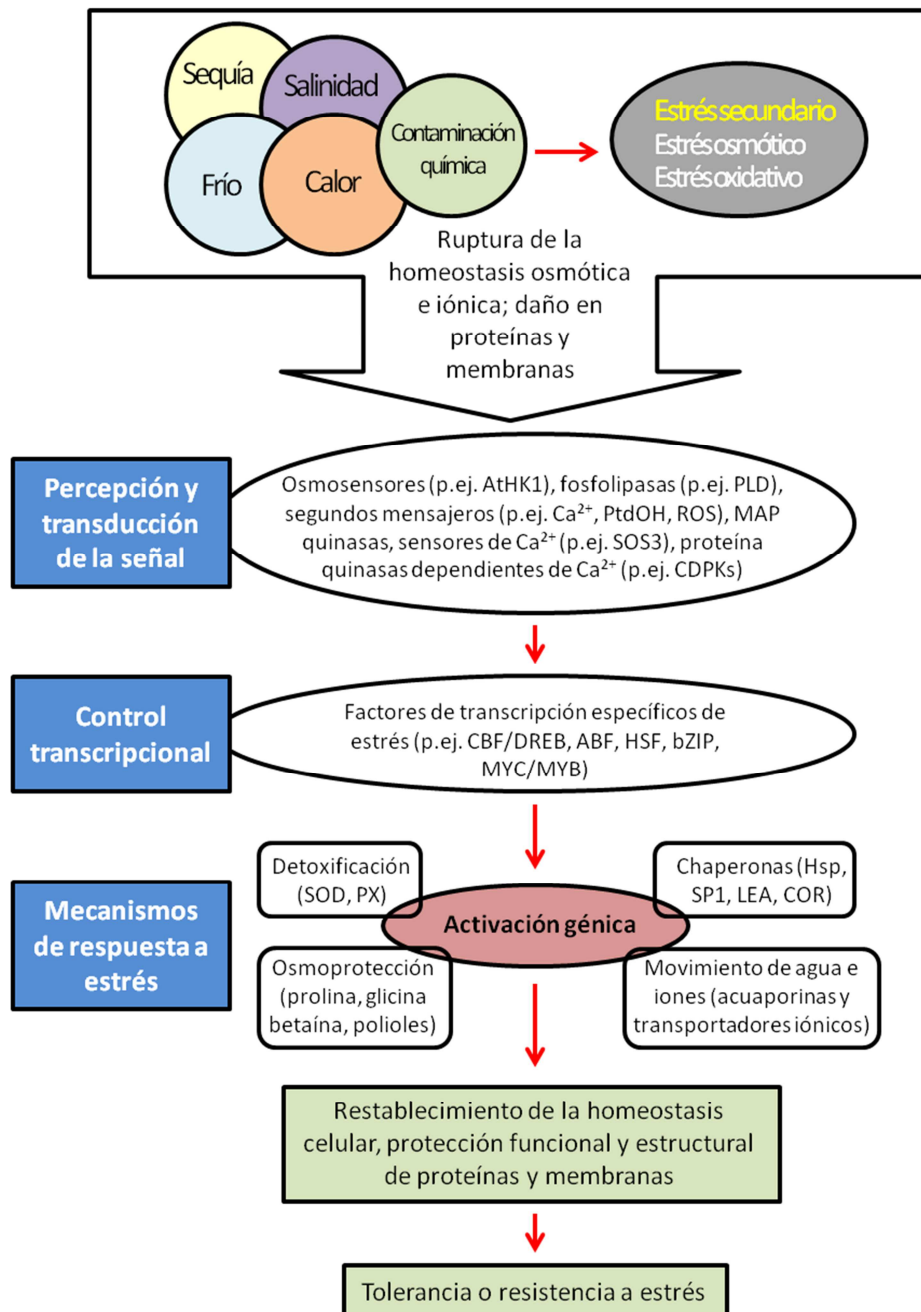 Sequía
Salinidad
Contaminación
química
Frío
Calor
Estrés secundario
Estrés osmótico
Estrés oxidativo
Ruptura de la
homeostasis osmótica
e iónica; daño en
proteínas y
membranas
Percepción y
transducción
de la señal
Osmosensores (p.ej. AtHK1), fosfolipasas (p.ej. PLD),
segundos mensajeros (p.ej. Ca²⁺, PtdOH, ROS), MAP
quinasas, sensores de Ca²⁺ (p.ej. SOS3), proteína
quinasas dependientes de Ca²⁺ (p.ej. CDPKs)
Control
transcripcional
Factores de transcripción específicos de
estrés (p.ej. CBF/DREB, ABF, HSF, bZIP,
MYC/MYB)
Mecanismos
de respuesta a
estrés
Detoxificación
(SOD, PX)
Chaperonas (Hsp,
SP1, LEA, COR)
Activación génica
Osmoprotección
(prolina, glicina
betaína, polioles)
Movimiento de agua e
iones (acuaporinas y
transportadores iónicos)
Restablecimiento de la homeostasis
celular, protección funcional y estructural
de proteínas y membranas
Tolerancia o resistencia a estrés